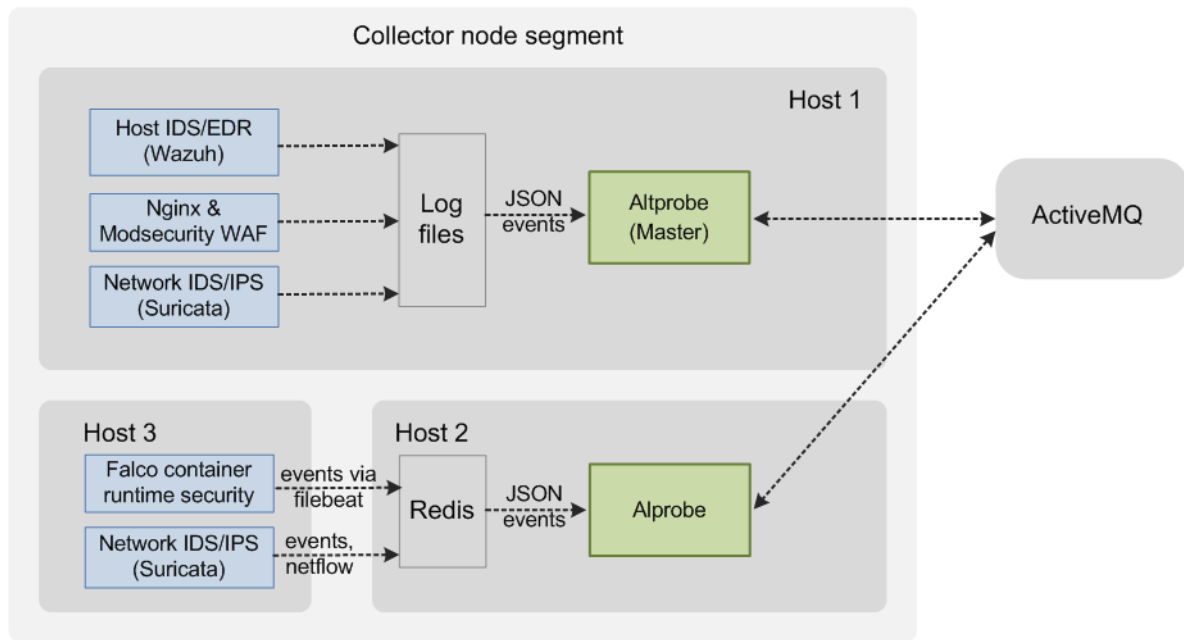 Collector node segment
Host 1
Host IDS/EDR
(Wazuh)
Nginx &
Modsecurity WAF
Network IDS/IPS
(Suricata)
Log
files
JSON
events
Altprobe
(Master)
ActiveMQ
Host 3
Falco container
runtime security
Network IDS/IPS
(Suricata)
events via
filebeat
events,
netflow
Host 2
Redis
JSON
events
Alprobe